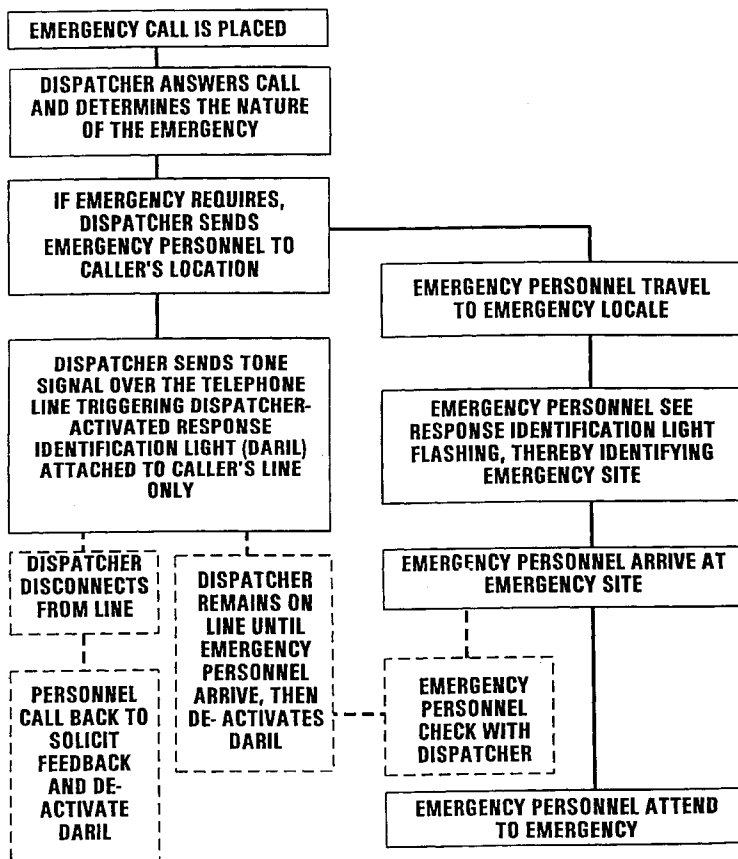 EMERGENCY CALL IS PLACED
DISPATCHER ANSWERS CALL
AND DETERMINES THE NATURE
OF THE EMERGENCY
IF EMERGENCY REQUIRES,
DISPATCHER SENDS
EMERGENCY PERSONNEL TO
CALLER'S LOCATION
DISPATCHER SENDS TONE
SIGNAL OVER THE TELEPHONE
LINE TRIGGERING DISPATCHER-
ACTIVATED RESPONSE
IDENTIFICATION LIGHT (DARIL)
ATTACHED TO CALLER'S LINE
ONLY
DISPATCHER
DISCONNECTS
FROM LINE
PERSONNEL
CALL BACK TO
SOLICIT
FEEDBACK
AND DE-
ACTIVATE
DARIL
DISPATCHER
REMAINS ON
LINE UNTIL
EMERGENCY
PERSONNEL
ARRIVE, THEN
DE- ACTIVATES
DARIL
EMERGENCY PERSONNEL TRAVEL
TO EMERGENCY LOCALE
EMERGENCY PERSONNEL SEE
RESPONSE IDENTIFICATION LIGHT
FLASHING, THEREBY IDENTIFYING
EMERGENCY SITE
EMERGENCY PERSONNEL ARRIVE AT
EMERGENCY SITE
EMERGENCY
PERSONNEL
CHECK WITH
DISPATCHER
EMERGENCY PERSONNEL ATTEND
TO EMERGENCY